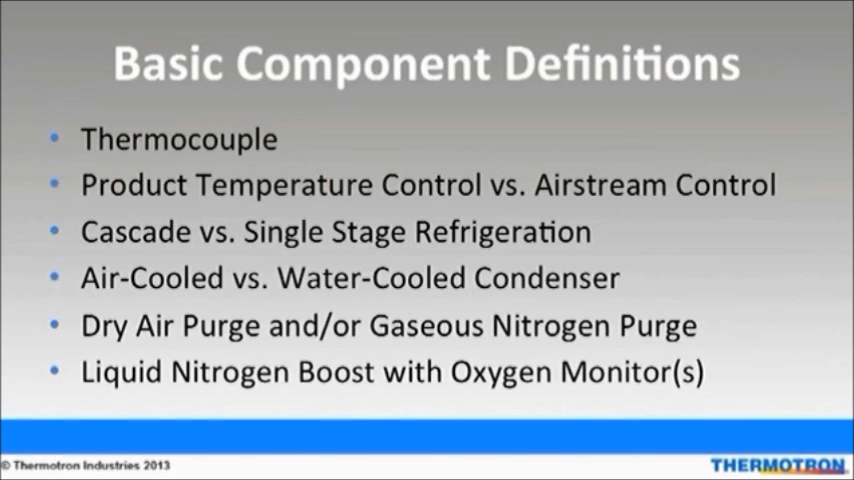 Basic Component Definitions
• Thermocouple
• Product Temperature Control vs. Airstream Control
• Cascade vs. Single Stage Refrigeration
• Air-Cooled vs. Water-Cooled Condenser
• Dry Air Purge and/or Gaseous Nitrogen Purge
• Liquid Nitrogen Boost with Oxygen Monitor(s)
© Thermotron Industries 2013
THERMOTRON